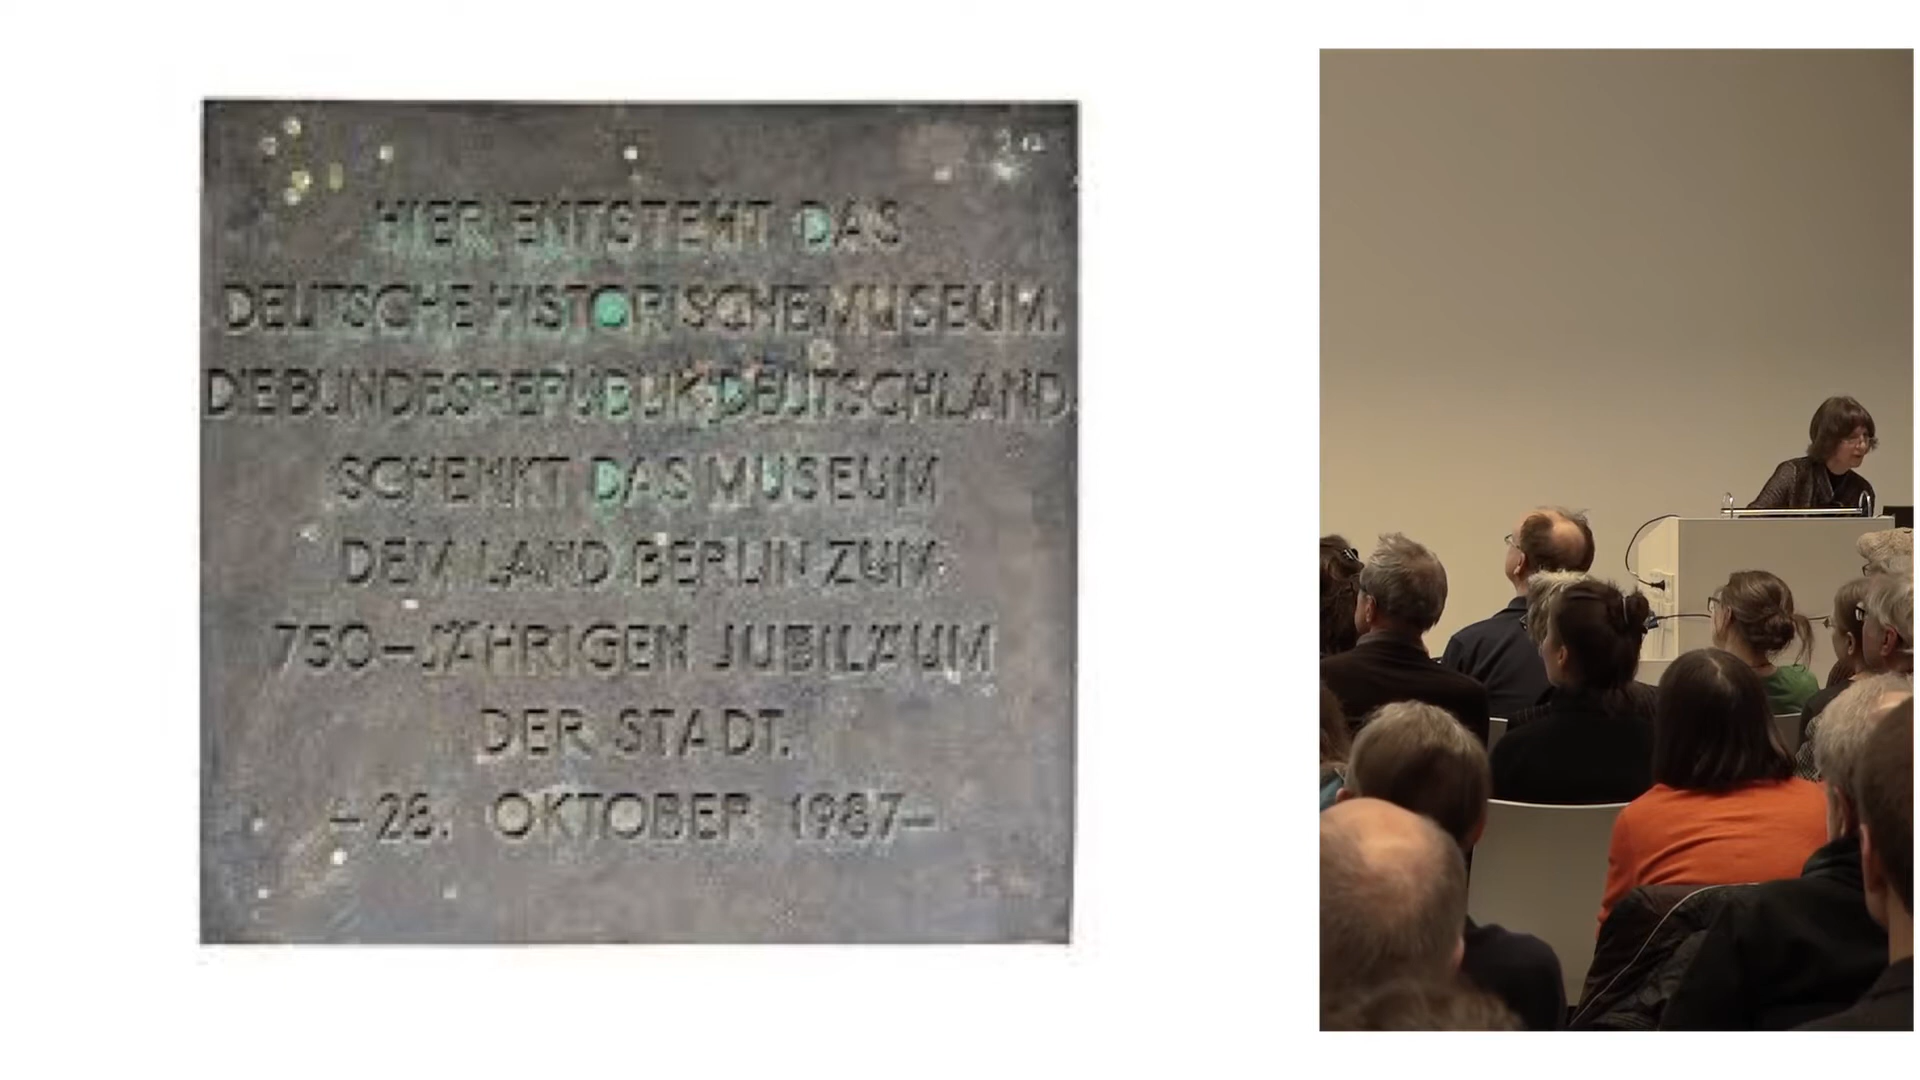 HIER ENTSTEHT DAS
DEUTSCHE HISTORISCHE MUSEUM.
DIE BUNDESREPUBLIK DEUTSCHLAND
SCHENKT DAS MUSEUM
DEM LAND BERLIN ZUM
750-JÄHRIGEN JUBILÄUM
DER STADT.
-28. OKTOBER 1987-